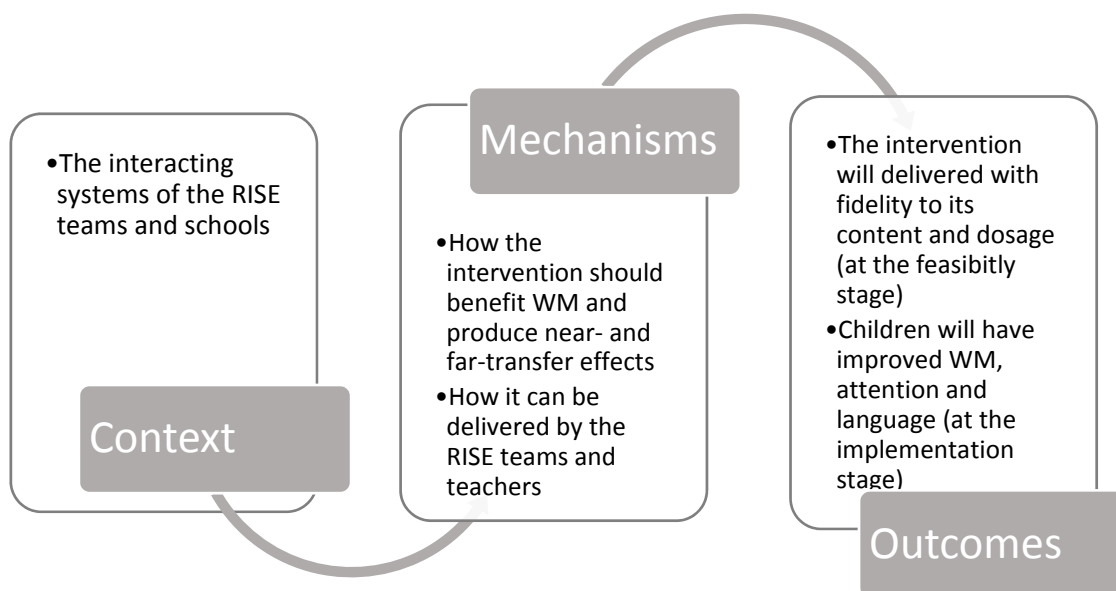 •The interacting
systems of the RISE
teams and schools
Context
Mechanisms
•How the
intervention should
benefit WM and
produce near- and
far-transfer effects
•How it can be
delivered by the
RISE teams and
teachers
•The intervention
will delivered with
fidelity to its
content and dosage
(at the feasibitly
stage)
•Children will have
improved WM,
attention and
language (at the
implementation
stage)
Outcomes